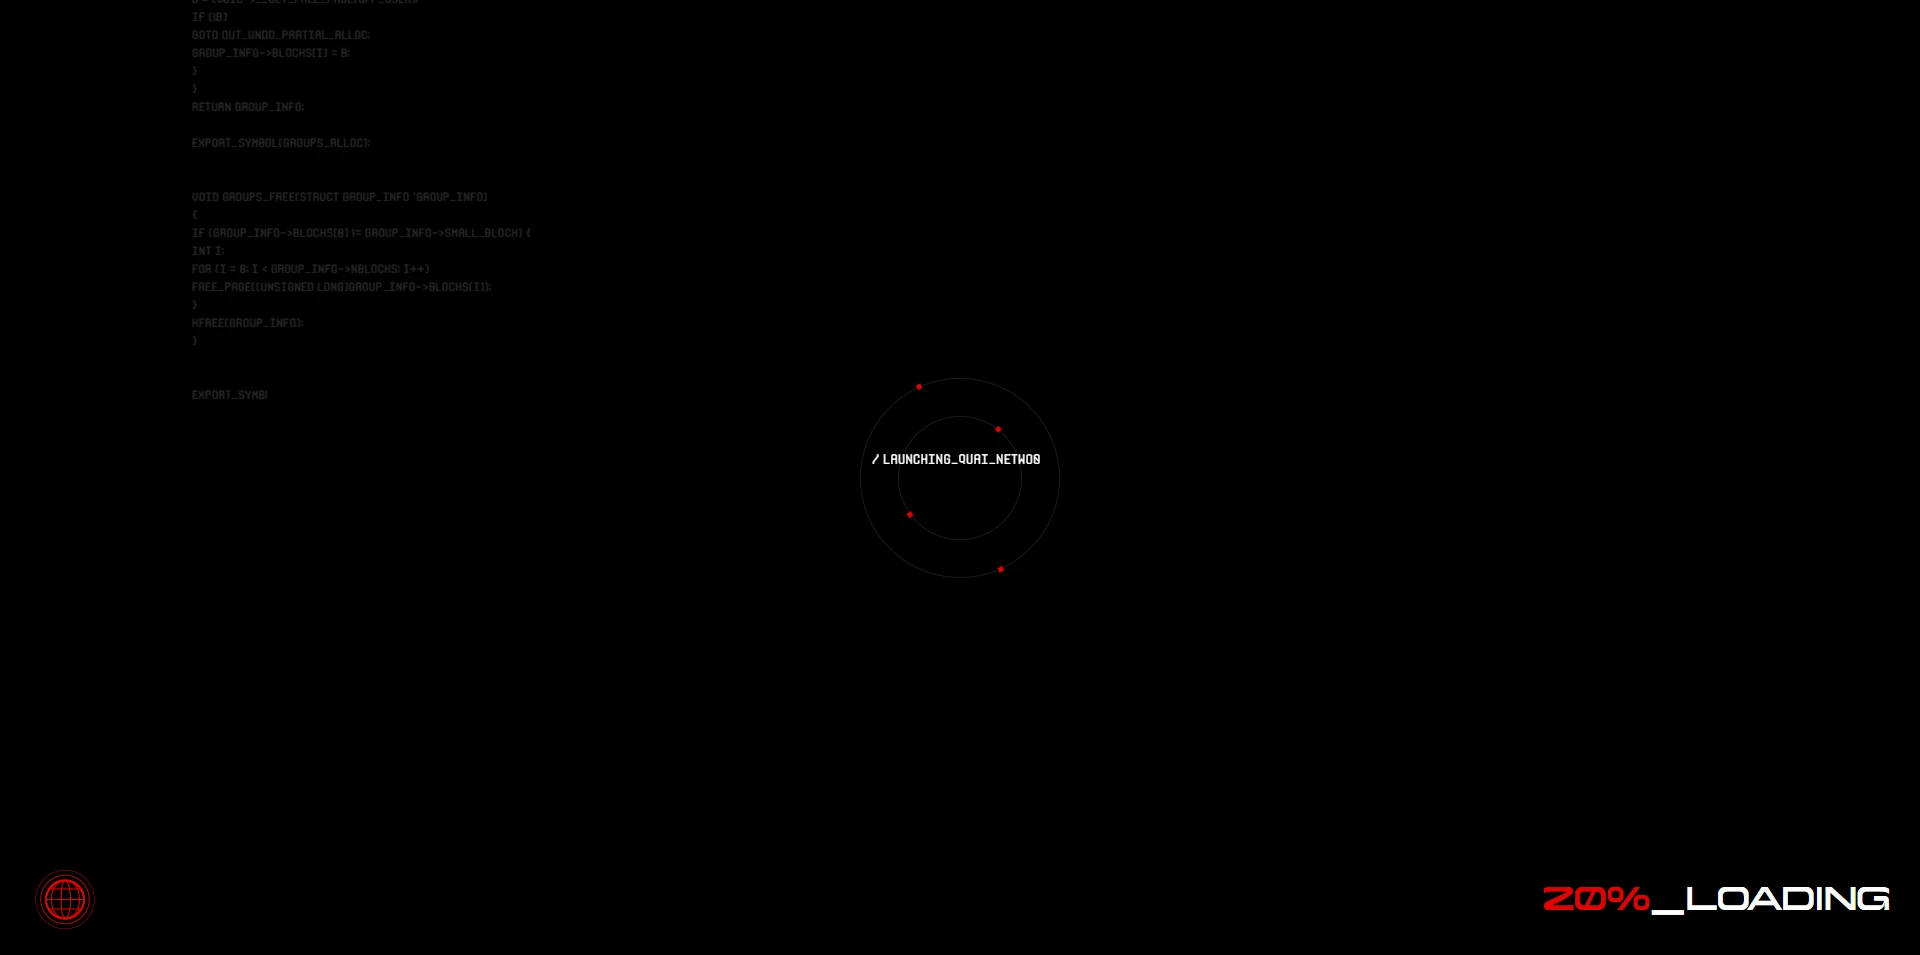 IF (!B)
GOTO OUT_UNDO_PARTIAL_ALLOC;
GROUP_INFO->BLOCKS[I] = B;
}
}
RETURN GROUP_INFO;
EXPORT_SYMBOL(GROUPS_ALLOC);
VOID GROUPS_FREE(STRUCT GROUP_INFO *GROUP_INFO)
{
IF (GROUP_INFO->BLOCKS[0] != GROUP_INFO->SMALL_BLOCK) {
INT I;
FOR (I = 0; I < GROUP_INFO->NBLOCKS; I++)
FREE_PAGE((UNSIGNED LONG)GROUP_INFO->BLOCKS[I]);
}
KFREE(GROUP_INFO);
}
EXPORT_SYMB|
/ LAUNCHING_QUAI_NETWO0
20%_LOADING